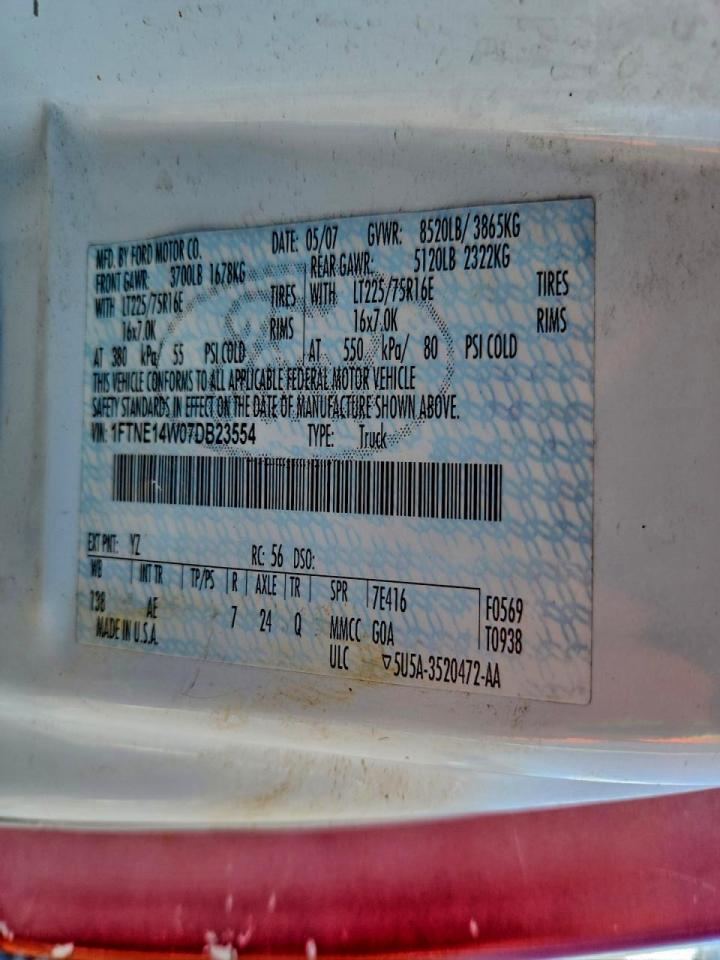 MFD. BY FORD MOTOR CO. DATE: 05/07 GVWR: 8520LB/ 3865KG
FRONT GAWR: 3700LB 1678KG REAR GAWR: 5120LB 2322KG
WITH LT225/75R16E TIRES WITH LT225/75R16E TIRES
16x7.0K RIMS 16x7.0K RIMS
AT 380 kPa/ 55 PSI COLD AT 550 kPa/ 80 PSI COLD
THIS VEHICLE CONFORMS TO ALL APPLICABLE FEDERAL MOTOR VEHICLE
SAFETY STANDARDS IN EFFECT ON THE DATE OF MANUFACTURE SHOWN ABOVE.
VIN: 1FTNE14W07DB23554 TYPE: Truck
EXT PNT: YZ RC: 56 DSO:
WB INT TR TP/PS R AXLE TR SPR 7E416 F0569
138 AE 7 24 Q MMCC GOA T0938
MADE IN U.S.A. ULC ▽5U5A-3520472-AA